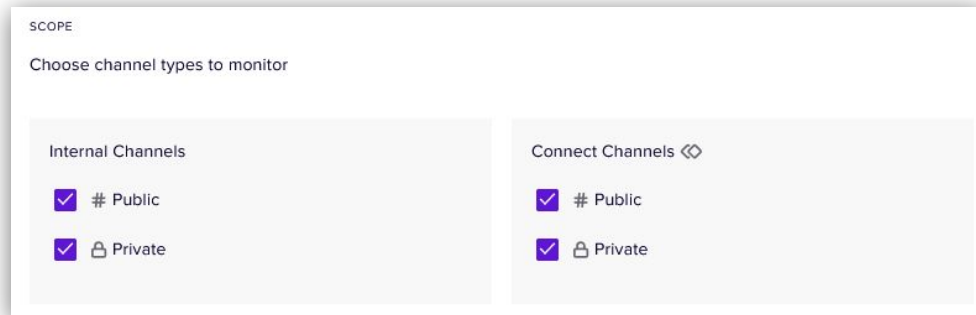 SCOPE
Choose channel types to monitor
Internal Channels
# Public
Private
Connect Channels
# Public
Private